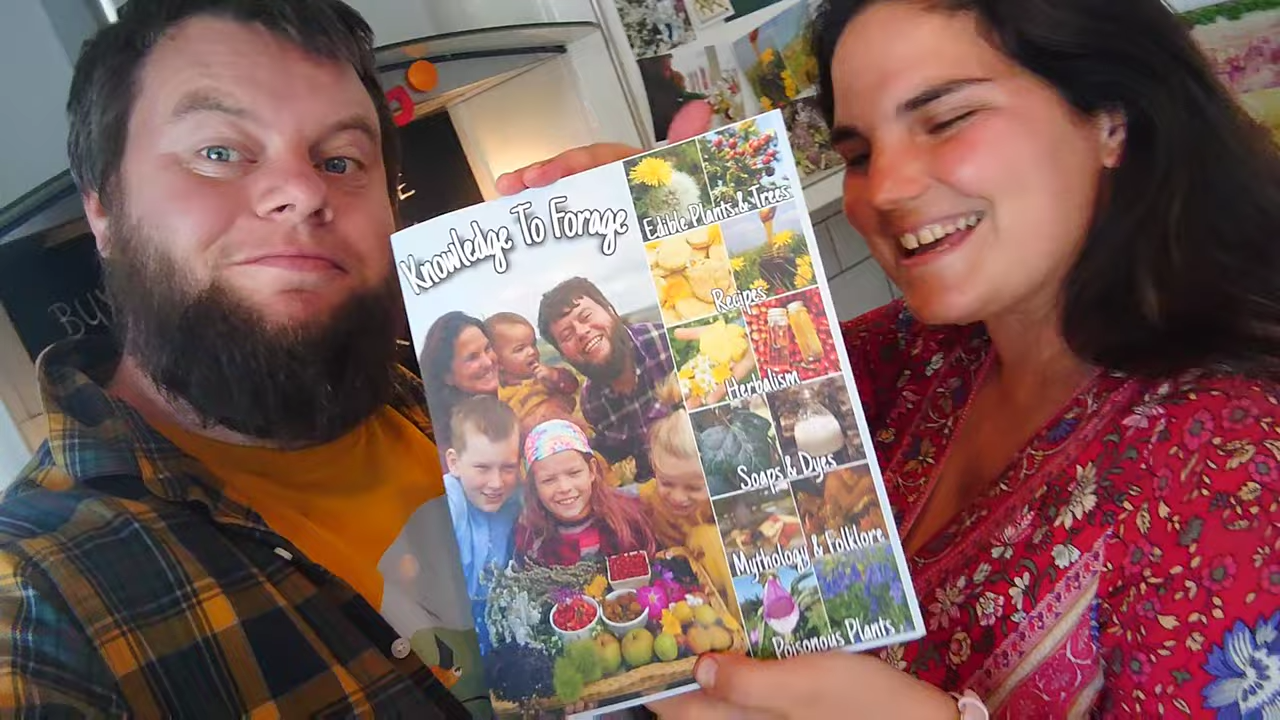 Knowledge To Forage
Edible Plants & Trees
Recipes
Herbalism
Soaps & Dyes
Mythology & Folklore
Poisonous Plants